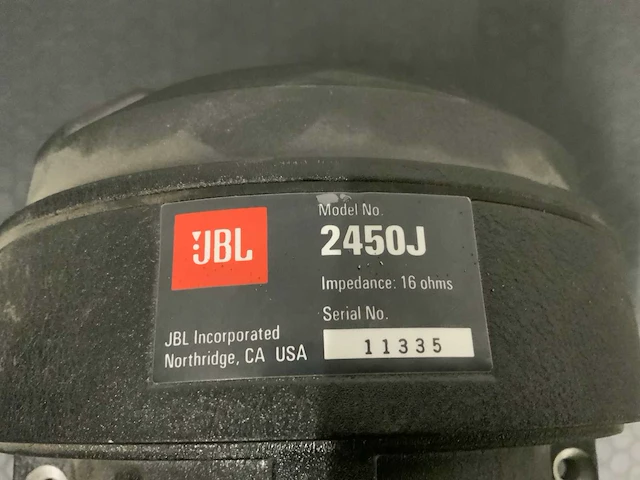 JBL
Model No.
2450J
Impedance: 16 ohms
Serial No.
11335
JBL Incorporated
Northridge, CA USA